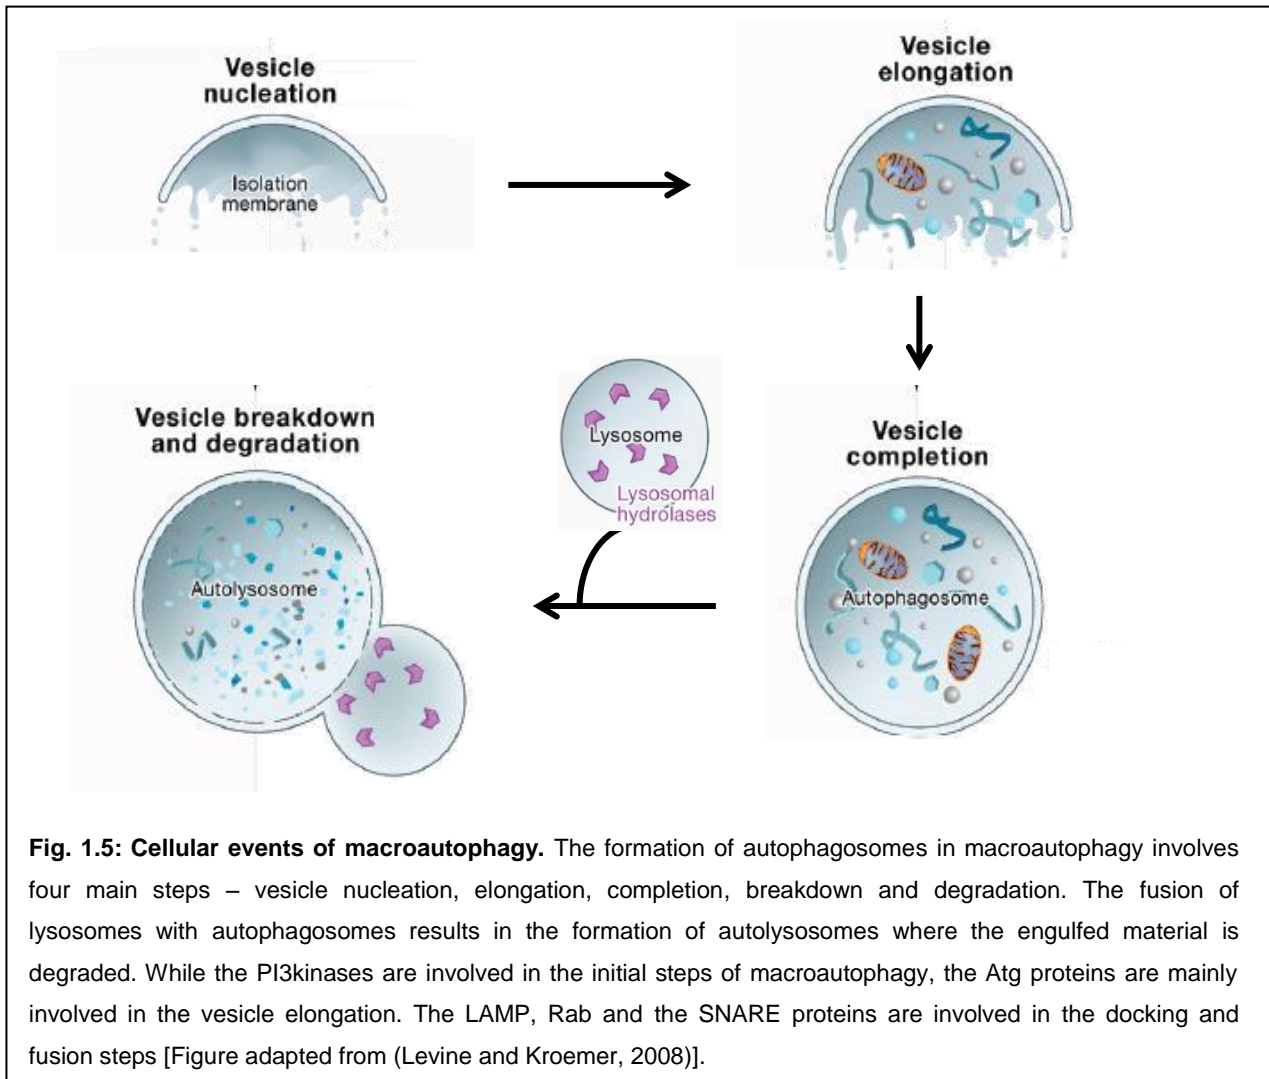 Vesicle
nucleation
Isolation
membrane
Vesicle
elongation
Vesicle breakdown
and degradation
Autolysosome
Lysosome
Lysosomal
hydrolases
Vesicle
completion
Autophagosome
Fig. 1.5: Cellular events of macroautophagy. The formation of autophagosomes in macroautophagy involves
four main steps – vesicle nucleation, elongation, completion, breakdown and degradation. The fusion of
lysosomes with autophagosomes results in the formation of autolysosomes where the engulfed material is
degraded. While the PI3kinases are involved in the initial steps of macroautophagy, the Atg proteins are mainly
involved in the vesicle elongation. The LAMP, Rab and the SNARE proteins are involved in the docking and
fusion steps [Figure adapted from (Levine and Kroemer, 2008)].